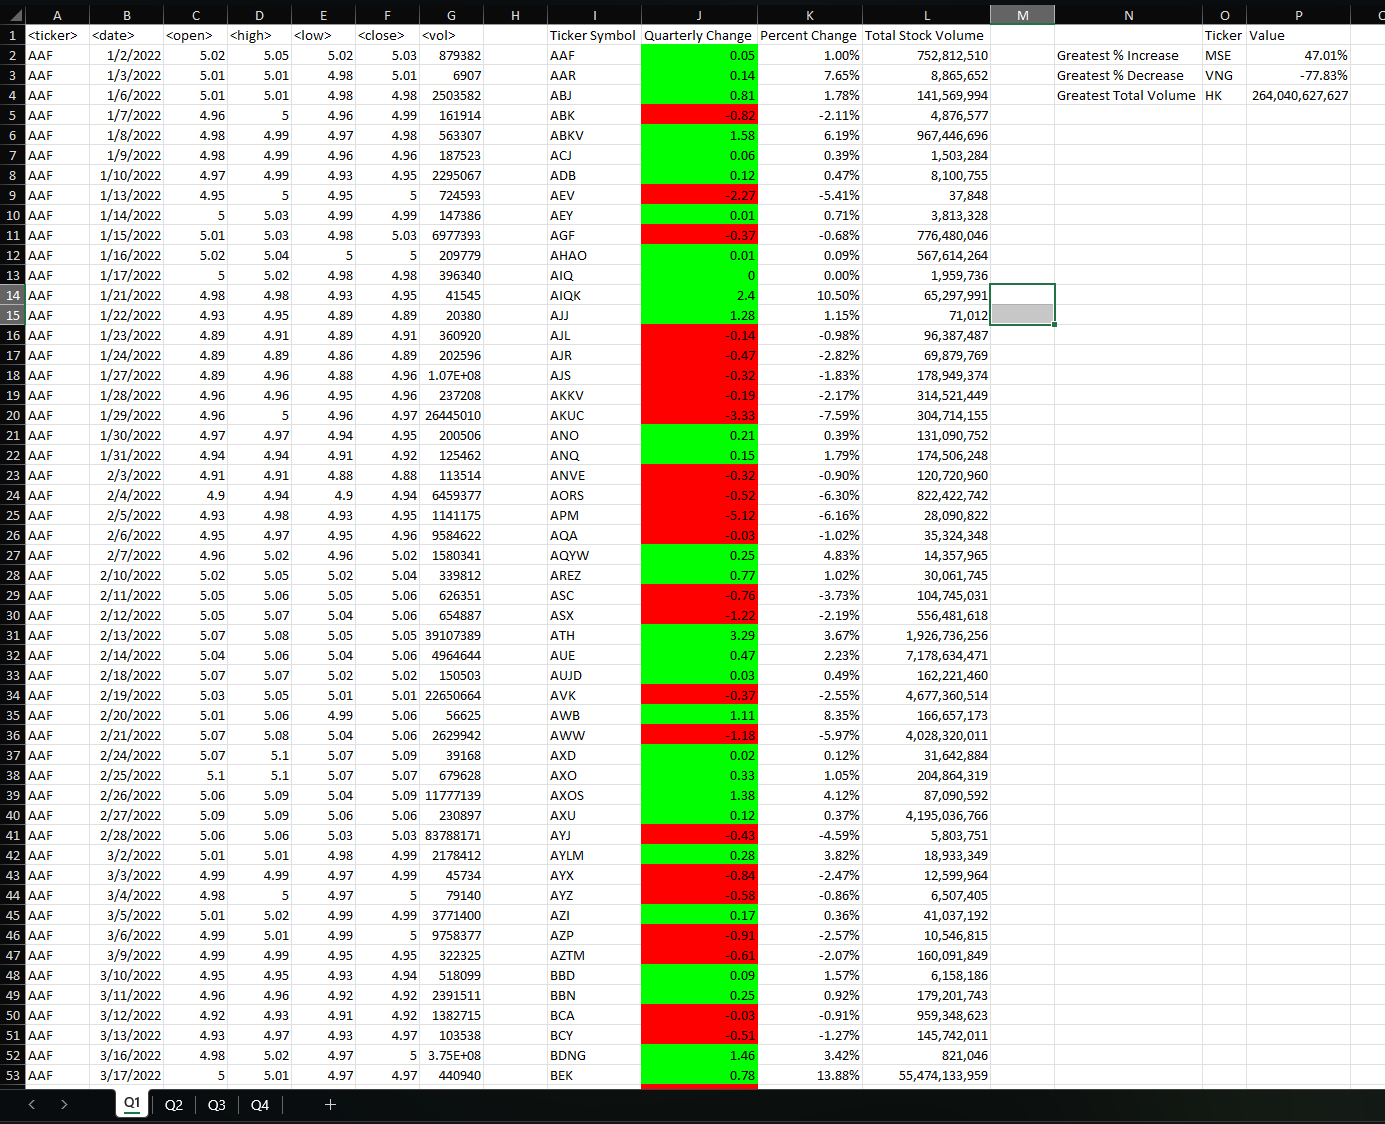 A B C D E F G H I J K L M N O P
1 <ticker> <date> <open> <high> <low> <close> <vol> Ticker Symbol Quarterly Change Percent Change Total Stock Volume Ticker Value
2 AAF 1/2/2022 5.02 5.05 5.02 5.03 879382 AAF 0.05 1.00% 752,812,510 Greatest % Increase MSE 47.01%
3 AAF 1/3/2022 5.01 5.01 4.98 5.01 6907 AAR 0.14 7.65% 8,865,652 Greatest % Decrease VNG -77.83%
4 AAF 1/6/2022 5.01 5.01 4.98 4.98 2503582 ABJ 0.81 1.78% 141,569,994 Greatest Total Volume HK 264,040,627,627
5 AAF 1/7/2022 4.96 5 4.96 4.99 161914 ABK -0.82 -2.11% 4,876,577
6 AAF 1/8/2022 4.98 4.99 4.97 4.98 563307 ABKV 1.58 6.19% 967,446,696
7 AAF 1/9/2022 4.98 4.99 4.96 4.96 187523 ACJ 0.06 0.39% 1,503,284
8 AAF 1/10/2022 4.97 4.99 4.93 4.95 2295067 ADB 0.12 0.47% 8,100,755
9 AAF 1/13/2022 4.95 5 4.95 5 724593 AEV -2.27 -5.41% 37,848
10 AAF 1/14/2022 5 5.03 4.99 4.99 147386 AEY 0.01 0.71% 3,813,328
11 AAF 1/15/2022 5.01 5.03 4.98 5.03 6977393 AGF -0.37 -0.68% 776,480,046
12 AAF 1/16/2022 5.02 5.04 5 5 209779 AHAO 0.01 0.09% 567,614,264
13 AAF 1/17/2022 5 5.02 4.98 4.98 396340 AIQ 0 0.00% 1,959,736
14 AAF 1/21/2022 4.98 4.98 4.93 4.95 41545 AIQK 2.4 10.50% 65,297,991
15 AAF 1/22/2022 4.93 4.95 4.89 4.89 20380 AJJ 1.28 1.15% 71,012
16 AAF 1/23/2022 4.89 4.91 4.89 4.91 360920 AJL -0.14 -0.98% 96,387,487
17 AAF 1/24/2022 4.89 4.89 4.86 4.89 202596 AJR -0.47 -2.82% 69,879,769
18 AAF 1/27/2022 4.89 4.96 4.88 4.96 1.07E+08 AJS -0.32 -1.83% 178,949,374
19 AAF 1/28/2022 4.96 4.96 4.95 4.96 237208 AKKV -0.19 -2.17% 314,521,449
20 AAF 1/29/2022 4.96 5 4.96 4.97 26445010 AKUC -3.33 -7.59% 304,714,155
21 AAF 1/30/2022 4.97 4.97 4.94 4.95 200506 ANO 0.21 0.39% 131,090,752
22 AAF 1/31/2022 4.94 4.94 4.91 4.92 125462 ANQ 0.15 1.79% 174,506,248
23 AAF 2/3/2022 4.91 4.91 4.88 4.88 113514 ANVE -0.32 -0.90% 120,720,960
24 AAF 2/4/2022 4.9 4.94 4.9 4.94 6459377 AORS -0.52 -6.30% 822,422,742
25 AAF 2/5/2022 4.93 4.98 4.93 4.95 1141175 APM -5.12 -6.16% 28,090,822
26 AAF 2/6/2022 4.95 4.97 4.95 4.96 9584622 AQA -0.03 -1.02% 35,324,348
27 AAF 2/7/2022 4.96 5.02 4.96 5.02 1580341 AQYW 0.25 4.83% 14,357,965
28 AAF 2/10/2022 5.02 5.05 5.02 5.04 339812 AREZ 0.77 1.02% 30,061,745
29 AAF 2/11/2022 5.05 5.06 5.05 5.06 626351 ASC -0.76 -3.73% 104,745,031
30 AAF 2/12/2022 5.05 5.07 5.04 5.06 654887 ASX -1.22 -2.19% 556,481,618
31 AAF 2/13/2022 5.07 5.08 5.05 5.05 39107389 ATH 3.29 3.67% 1,926,736,256
32 AAF 2/14/2022 5.04 5.06 5.04 5.06 4964644 AUE 0.47 2.23% 7,178,634,471
33 AAF 2/18/2022 5.07 5.07 5.02 5.02 150503 AUJD 0.03 0.49% 162,221,460
34 AAF 2/19/2022 5.03 5.05 5.01 5.01 22650664 AVK -0.37 -2.55% 4,677,360,514
35 AAF 2/20/2022 5.01 5.06 4.99 5.06 56625 AWB 1.11 8.35% 166,657,173
36 AAF 2/21/2022 5.07 5.08 5.04 5.06 2629942 AWW -1.18 -5.97% 4,028,320,011
37 AAF 2/24/2022 5.07 5.1 5.07 5.09 39168 AXD 0.02 0.12% 31,642,884
38 AAF 2/25/2022 5.1 5.1 5.07 5.07 679628 AXO 0.33 1.05% 204,864,319
39 AAF 2/26/2022 5.06 5.09 5.04 5.09 11777139 AXOS 1.38 4.12% 87,090,592
40 AAF 2/27/2022 5.09 5.09 5.06 5.06 230897 AXU 0.12 0.37% 4,195,036,766
41 AAF 2/28/2022 5.06 5.06 5.03 5.03 83788171 AYJ -0.43 -4.59% 5,803,751
42 AAF 3/2/2022 5.01 5.01 4.98 4.99 2178412 AYLM 0.28 3.82% 18,933,349
43 AAF 3/3/2022 4.99 4.99 4.97 4.99 45734 AYX -0.84 -2.47% 12,599,964
44 AAF 3/4/2022 4.98 5 4.97 5 79140 AYZ -0.58 -0.86% 6,507,405
45 AAF 3/5/2022 5.01 5.02 4.99 4.99 3771400 AZI 0.17 0.36% 41,037,192
46 AAF 3/6/2022 4.99 5.01 4.99 5 9758377 AZP -0.91 -2.57% 10,546,815
47 AAF 3/9/2022 4.99 4.99 4.95 4.95 322325 AZTM -0.61 -2.07% 160,091,849
48 AAF 3/10/2022 4.95 4.95 4.93 4.94 518099 BBD 0.09 1.57% 6,158,186
49 AAF 3/11/2022 4.96 4.96 4.92 4.92 2391511 BBN 0.25 0.92% 179,201,743
50 AAF 3/12/2022 4.92 4.93 4.91 4.92 1382715 BCA -0.03 -0.91% 959,348,623
51 AAF 3/13/2022 4.93 4.97 4.93 4.97 103538 BCY -0.51 -1.27% 145,742,011
52 AAF 3/16/2022 4.98 5.02 4.97 5 3.75E+08 BDNG 1.46 3.42% 821,046
53 AAF 3/17/2022 5 5.01 4.97 4.97 440940 BEK 0.78 13.88% 55,474,133,959
Q1 Q2 Q3 Q4 +